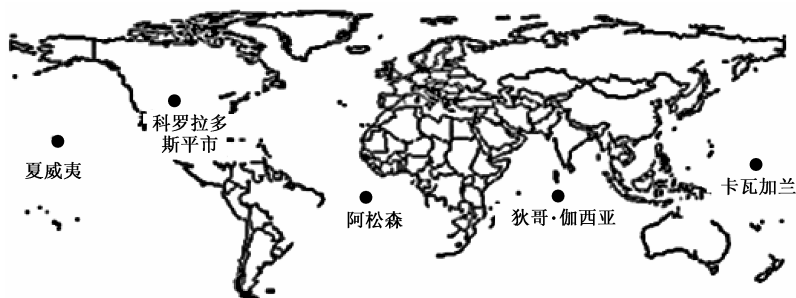 科罗拉多
斯平市
夏威夷
阿松森
狄哥·伽西亚
卡瓦加兰